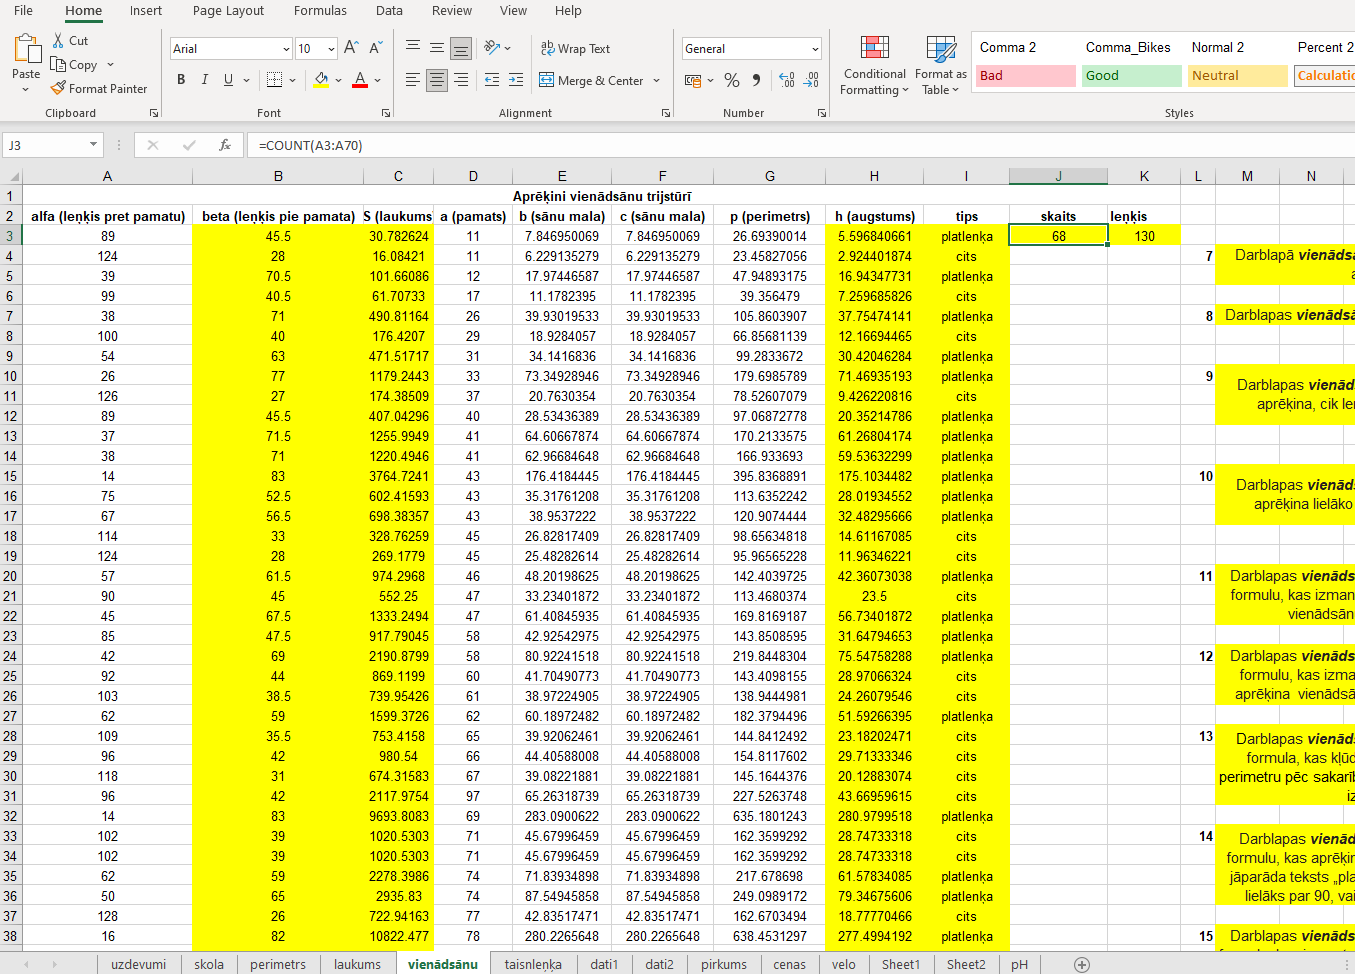 File Home Insert Page Layout Formulas Data Review View Help
Cut
Copy
Format Painter
Paste
Clipboard
Arial 10
B I U
Font
Wrap Text
Merge & Center
Alignment
General
Number
Conditional Formatting
Format as Table
Comma 2 Comma_Bikes Normal 2 Percent 2
Bad Good Neutral Calculatio
Styles
J3 fx =COUNT(A3:A70)
A B C D E F G H I J K L M N
1 Aprēķini vienādsānu trijstūrī
2 alfa (leņķis pret pamatu) beta (leņķis pie pamata) S (laukums a (pamats) b (sānu mala) c (sānu mala) p (perimetrs) h (augstums) tips skaits leņķis
3 89 45.5 30.782624 11 7.846950069 7.846950069 26.69390014 5.596840661 platleņķa 68 130
4 124 28 16.08421 11 6.229135279 6.229135279 23.45827056 2.924401874 cits 7 Darblapā vienādsā
5 39 70.5 101.66086 12 17.97446587 17.97446587 47.94893175 16.94347731 platleņķa
6 99 40.5 61.70733 17 11.1782395 11.1782395 39.356479 7.259685826 cits
7 38 71 490.81164 26 39.93019533 39.93019533 105.8603907 37.75474141 platleņķa 8 Darblapas vienādsā
8 100 40 176.4207 29 18.9284057 18.9284057 66.85681139 12.16694465 cits
9 54 63 471.51717 31 34.1416836 34.1416836 99.2833672 30.42046284 platleņķa
10 26 77 1179.2443 33 73.34928946 73.34928946 179.6985789 71.46935193 platleņķa 9 Darblapas vienād
11 126 27 174.38509 37 20.7630354 20.7630354 78.52607079 9.426220816 cits aprēķina, cik le
12 89 45.5 407.04296 40 28.53436389 28.53436389 97.06872778 20.35214786 platleņķa
13 37 71.5 1255.9949 41 64.60667874 64.60667874 170.2133575 61.26804174 platleņķa
14 38 71 1220.4946 41 62.96684648 62.96684648 166.933693 59.53632299 platleņķa
15 14 83 3764.7241 43 176.4184445 176.4184445 395.8368891 175.1034482 platleņķa 10 Darblapas vienād
16 75 52.5 602.41593 43 35.31761208 35.31761208 113.6352242 28.01934552 platleņķa aprēķina lielāko
17 67 56.5 698.38357 43 38.9537222 38.9537222 120.9074444 32.48295666 platleņķa
18 114 33 328.76259 45 26.82817409 26.82817409 98.65634818 14.61167085 cits
19 124 28 269.1779 45 25.48282614 25.48282614 95.96565228 11.96346221 cits
20 57 61.5 974.2968 46 48.20198625 48.20198625 142.4039725 42.36073038 platleņķa 11 Darblapas vienāds
21 90 45 552.25 47 33.23401872 33.23401872 113.4680374 23.5 cits formulu, kas izman
22 45 67.5 1333.2494 47 61.40845935 61.40845935 169.8169187 56.73401872 platleņķa vienādsān
23 85 47.5 917.79045 58 42.92542975 42.92542975 143.8508595 31.64794653 platleņķa
24 42 69 2190.8799 58 80.92241518 80.92241518 219.8448304 75.54758288 platleņķa 12 Darblapas vienāds
25 92 44 869.1199 60 41.70490773 41.70490773 143.4098155 28.97066324 cits formulu, kas izma
26 103 38.5 739.95426 61 38.97224905 38.97224905 138.9444981 24.26079546 cits aprēķina vienādsā
27 62 59 1599.3726 62 60.18972482 60.18972482 182.3794496 51.59266395 platleņķa
28 109 35.5 753.4158 65 39.92062461 39.92062461 144.8412492 23.18202471 cits 13 Darblapas vienād
29 96 42 980.54 66 44.40588008 44.40588008 154.8117602 29.71333346 cits formula, kas kļūd
30 118 31 674.31583 67 39.08221881 39.08221881 145.1644376 20.12883074 cits perimetru pēc sakarīb
31 96 42 2117.9754 97 65.26318739 65.26318739 227.5263748 43.66959615 cits iz
32 14 83 9693.8083 69 283.0900622 283.0900622 635.1801243 280.9799518 platleņķa
33 102 39 1020.5303 71 45.67996459 45.67996459 162.3599292 28.74733318 cits 14 Darblapas vienād
34 102 39 1020.5303 71 45.67996459 45.67996459 162.3599292 28.74733318 cits formulu, kas aprēķir
35 62 59 2278.3986 74 71.83934898 71.83934898 217.678698 61.57834085 platleņķa jāparāda teksts „pla
36 50 65 2935.83 74 87.54945858 87.54945858 249.0989172 79.34675606 platleņķa lielāks par 90, vai
37 128 26 722.94163 77 42.83517471 42.83517471 162.6703494 18.77770466 cits
38 16 82 10822.477 78 280.2265648 280.2265648 638.4531297 277.4994192 platleņķa 15 Darblapas vienāds
uzdevumi skola perimetrs laukums vienādsānu taisnleņķa dati1 dati2 pirkums cenas velo Sheet1 Sheet2 pH